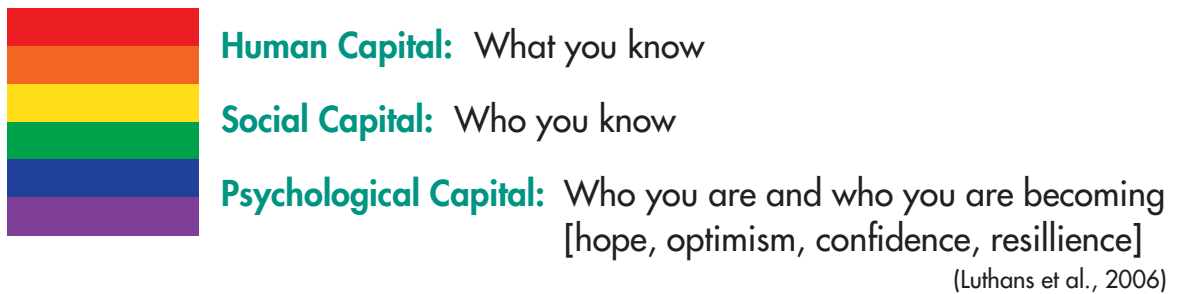 Human Capital: What you know
Social Capital: Who you know
Psychological Capital: Who you are and who you are becoming
[hope, optimism, confidence, resillience]
(Luthans et al., 2006)